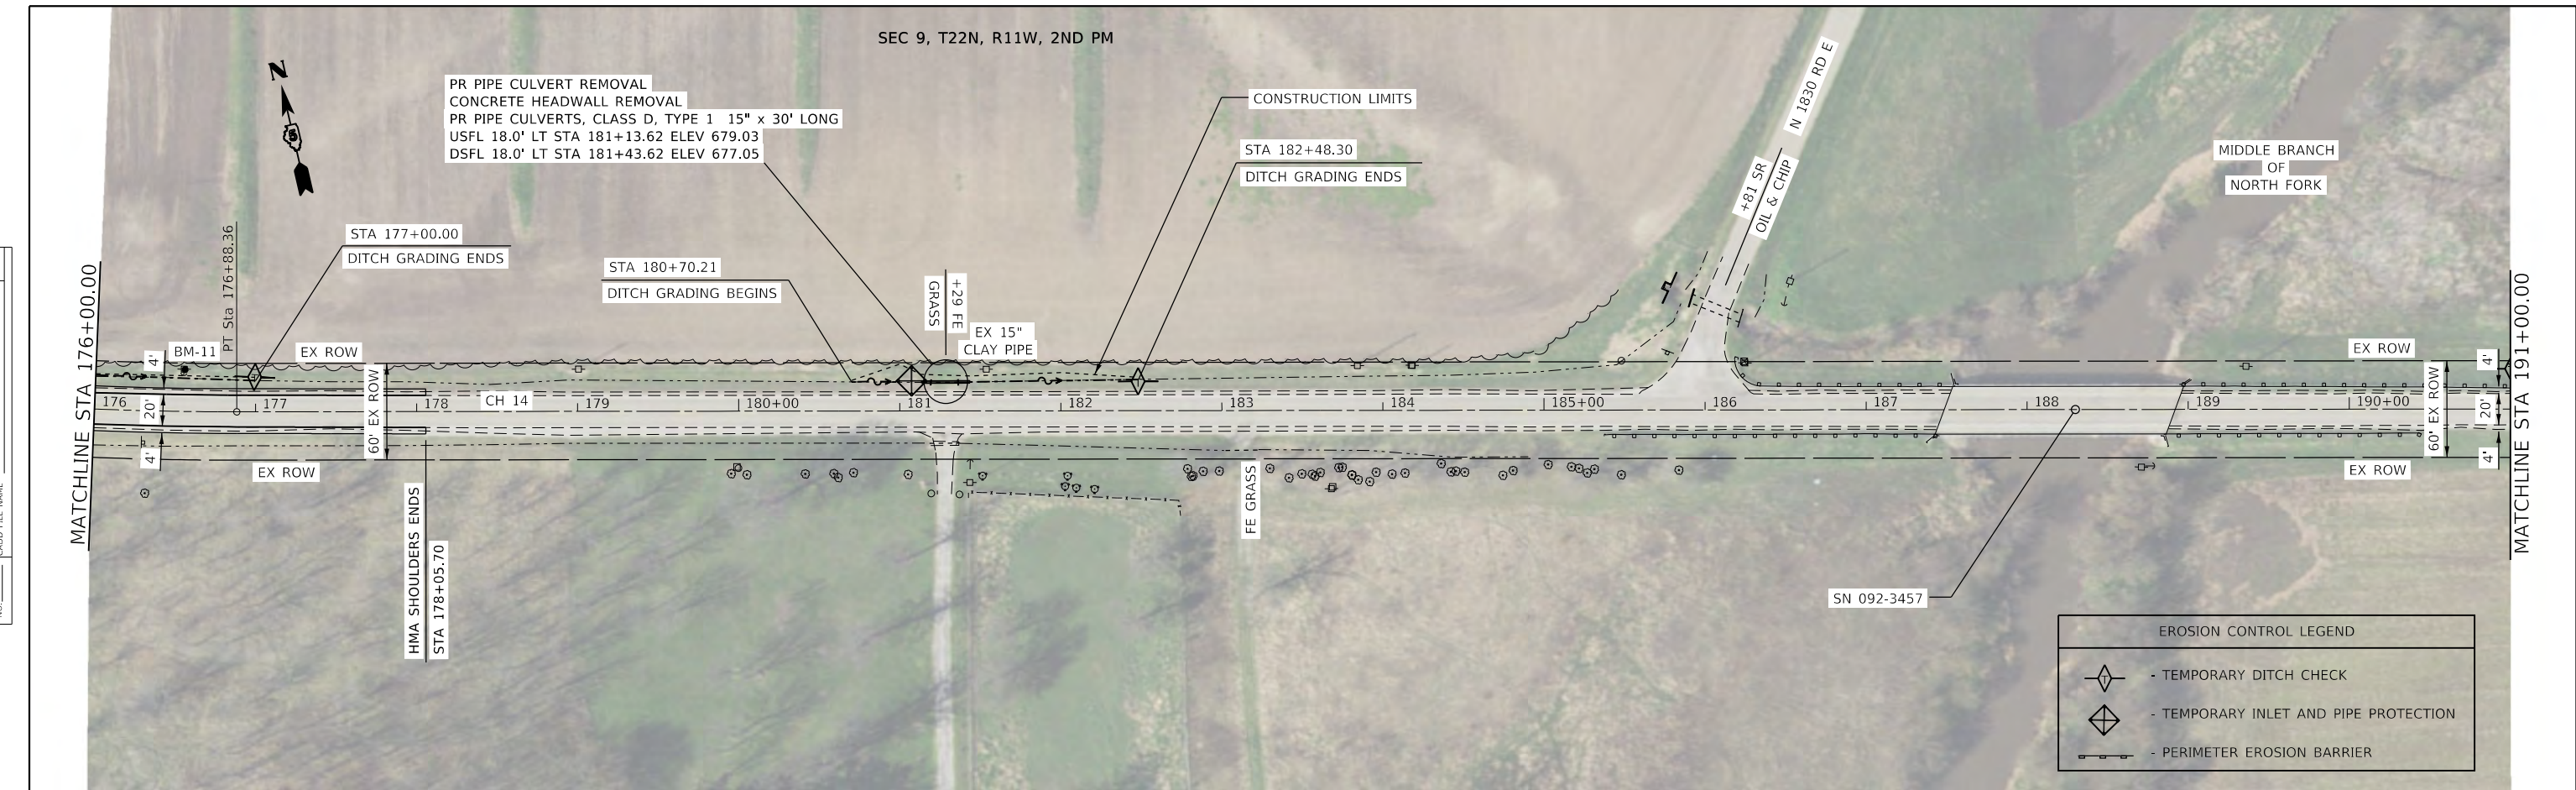 SEC 9, T22N, R11W, 2ND PM
N
5
PR PIPE CULVERT REMOVAL
CONCRETE HEADWALL REMOVAL
PR PIPE CULVERTS, CLASS D, TYPE 1 15" x 30' LONG
USFL 18.0' LT STA 181+13.62 ELEV 679.03
DSFL 18.0' LT STA 181+43.62 ELEV 677.05
CONSTRUCTION LIMITS
STA 182+48.30
DITCH GRADING ENDS
N 1830 RD E
+81 SR
OIL & CHIP
MIDDLE BRANCH
OF
NORTH FORK
MATCHLINE STA 176+00.00
PT Sta 176+88.36
STA 177+00.00
DITCH GRADING ENDS
STA 180+70.21
DITCH GRADING BEGINS
GRASS
+29 FE
EX 15"
CLAY PIPE
BM-11
EX ROW
EX ROW
4'
20'
4'
60' EX ROW
CH 14
176
177
178
179
180+00
181
182
183
184
185+00
186
187
188
189
190+00
60' EX ROW
4'
20'
4'
MATCHLINE STA 191+00.00
EX ROW
EX ROW
HMA SHOULDERS ENDS
STA 178+05.70
FE GRASS
SN 092-3457
EROSION CONTROL LEGEND
T
- TEMPORARY DITCH CHECK
- TEMPORARY INLET AND PIPE PROTECTION
- PERIMETER EROSION BARRIER